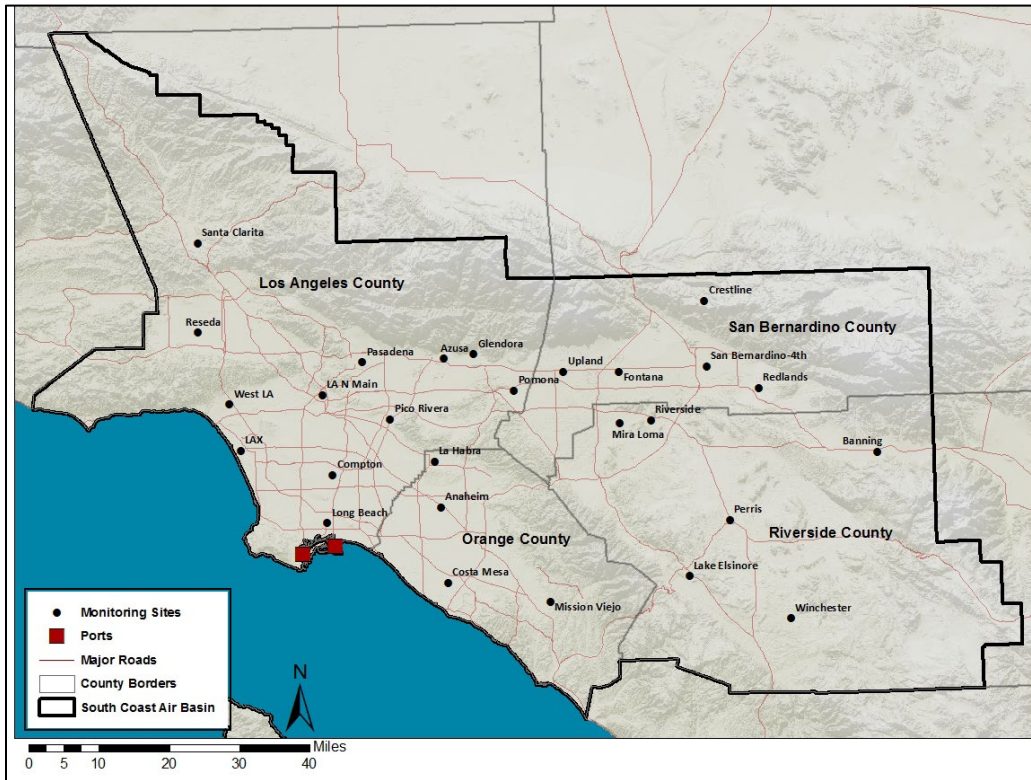 Santa Clarita
Los Angeles County
Crestline
San Bernardino County
Reseda
Glendora
Azusa
Pasadena
Upland
San Bernardino-4th
Fontana
Redlands
Pomona
LA N Main
West LA
Pico Rivera
Riverside
Mira Loma
Banning
LAX
La Habra
Compton
Anaheim
Long Beach
Perris
Riverside County
Orange County
Costa Mesa
Lake Elsinore
Mission Viejo
Winchester
Monitoring Sites
Ports
Major Roads
County Borders
South Coast Air Basin
N
Miles
0 5 10 20 30 40